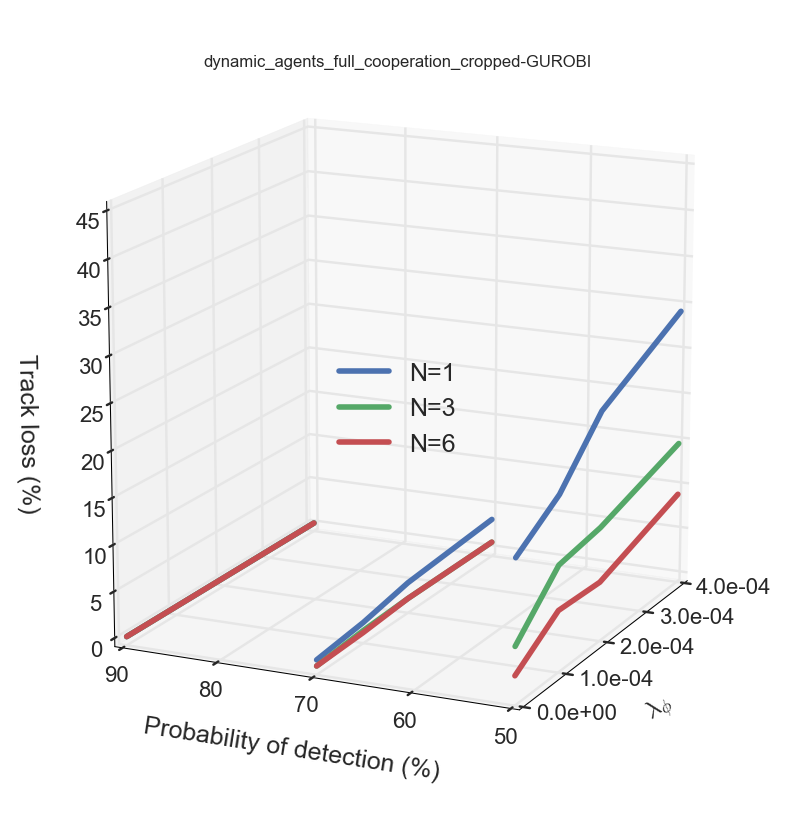 dynamic_agents_full_cooperation_cropped-GUROBI
45
40
35
30
25
20
15
10
5
0
Track loss (%)
N=1
N=3
N=6
90
80
70
60
50
Probability of detection (%)
4.0e-04
3.0e-04
2.0e-04
1.0e-04
0.0e+00
λϕ